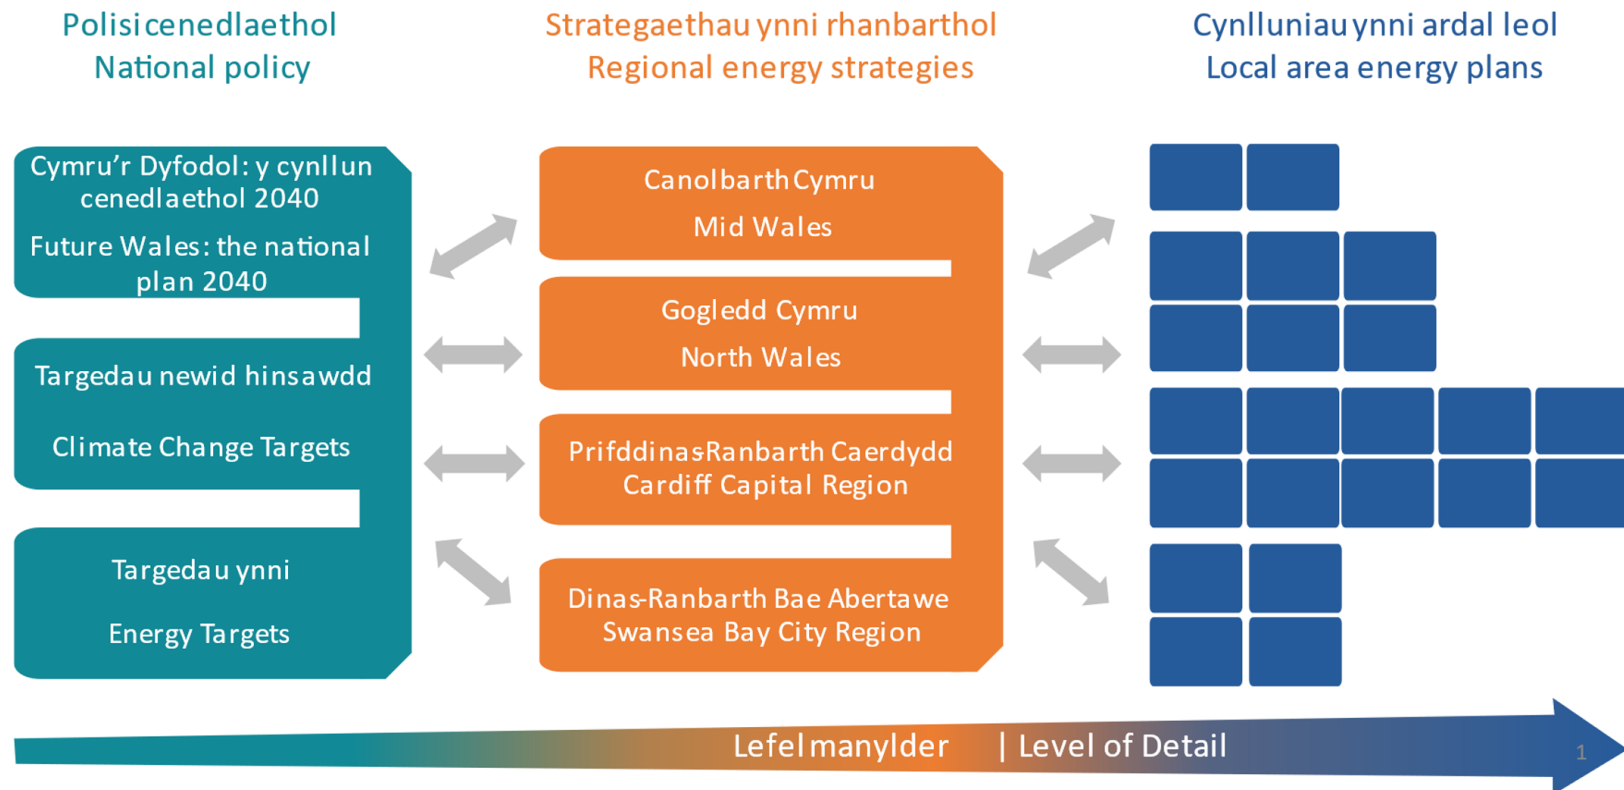 Polisi cenedlaethol
National policy
Strategaethau ynni rhanbarthol
Regional energy strategies
Cynlluniau ynni ardal leol
Local area energy plans
Cymru’r Dyfodol: y cynllun
cenedlaethol 2040
Future Wales: the national
plan 2040
Targedau newid hinsawdd
Climate Change Targets
Targedau ynni
Energy Targets
Canolbarth Cymru
Mid Wales
Gogledd Cymru
North Wales
Prifddinas-Ranbarth Caerdydd
Cardiff Capital Region
Dinas-Ranbarth Bae Abertawe
Swansea Bay City Region
Lefel manylder | Level of Detail
1